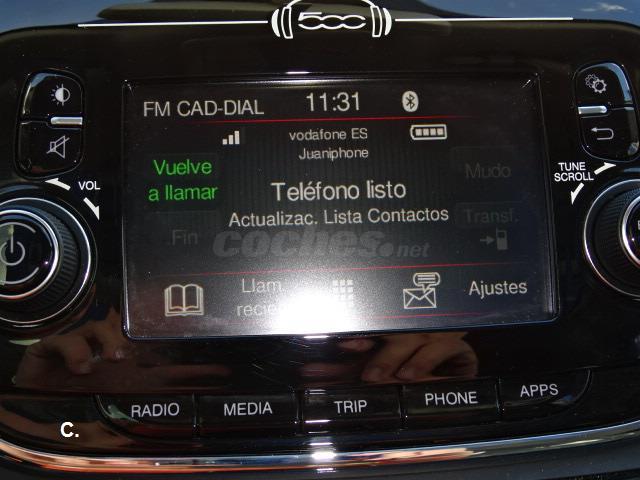 500
FM CAD-DIAL 11:31
vodafone ES
Juaniphone
Vuelve
a llamar
Teléfono listo
Mudo
Actualizac. Lista Contactos
Transf.
Fin
coches.net
Llam.
Ajustes
VOL
TUNE
SCROLL
RADIO MEDIA TRIP PHONE APPS
C.